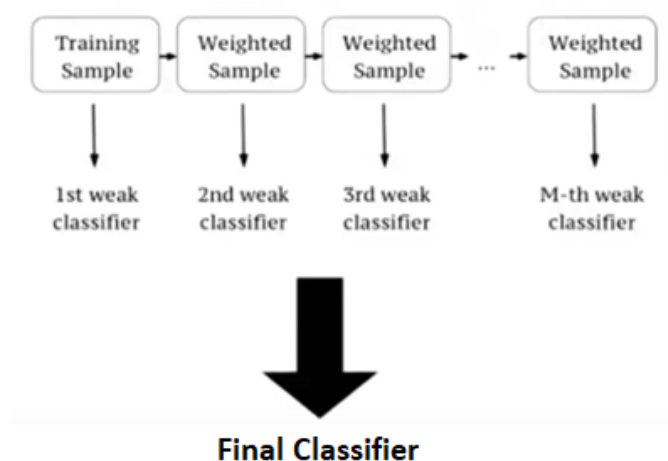 Training
Sample
Weighted
Sample
Weighted
Sample
...
Weighted
Sample
1st weak
classifier
2nd weak
classifier
3rd weak
classifier
M-th weak
classifier
Final Classifier